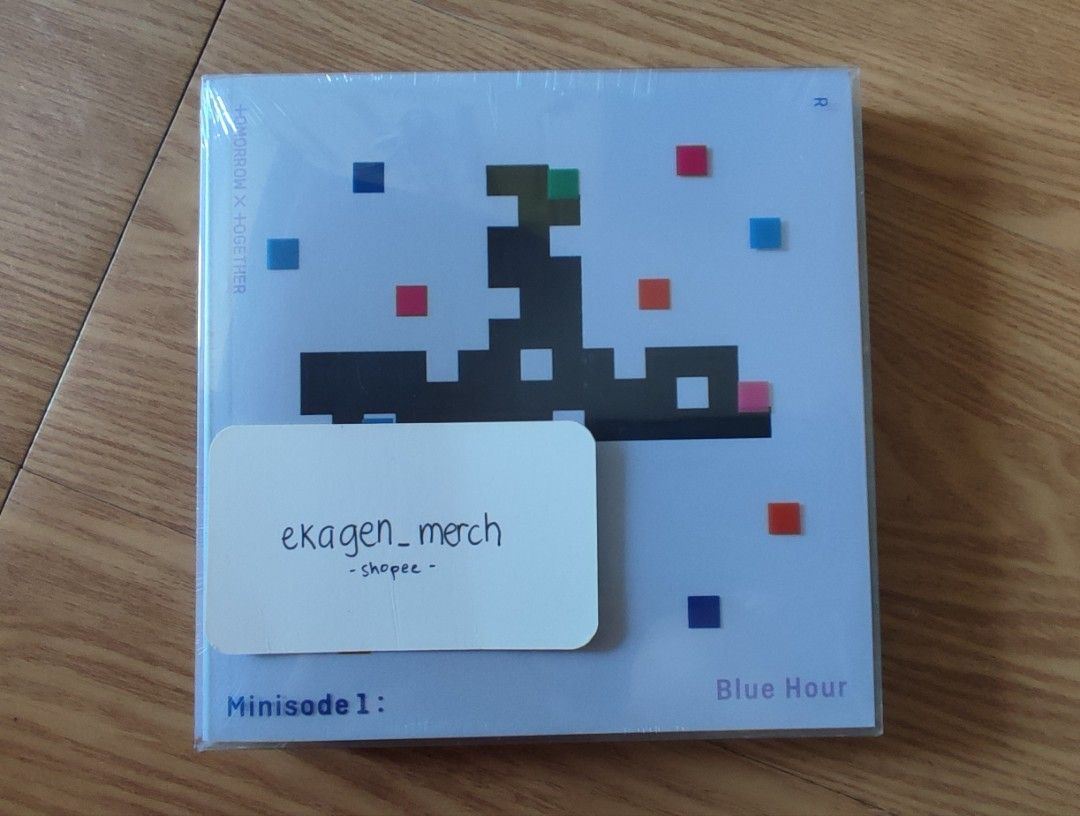 R
tOMORROW × tOGETHER
ekagen_merch
-shopee-
Minisode 1:
Blue Hour